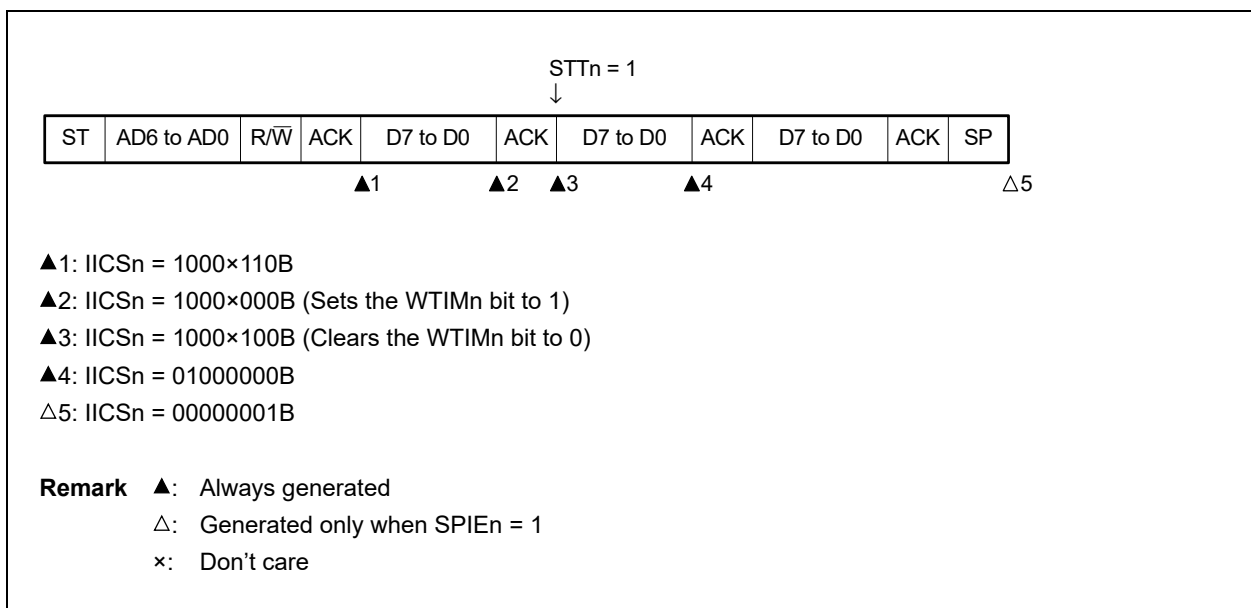 STTn = 1
↓
ST AD6 to AD0 R/W̅ ACK D7 to D0 ACK D7 to D0 ACK D7 to D0 ACK SP
▲1 ▲2 ▲3 ▲4 △5
▲1: IICSn = 1000×110B
▲2: IICSn = 1000×000B (Sets the WTIMn bit to 1)
▲3: IICSn = 1000×100B (Clears the WTIMn bit to 0)
▲4: IICSn = 01000000B
△5: IICSn = 00000001B
Remark ▲: Always generated
△: Generated only when SPIEn = 1
×: Don’t care